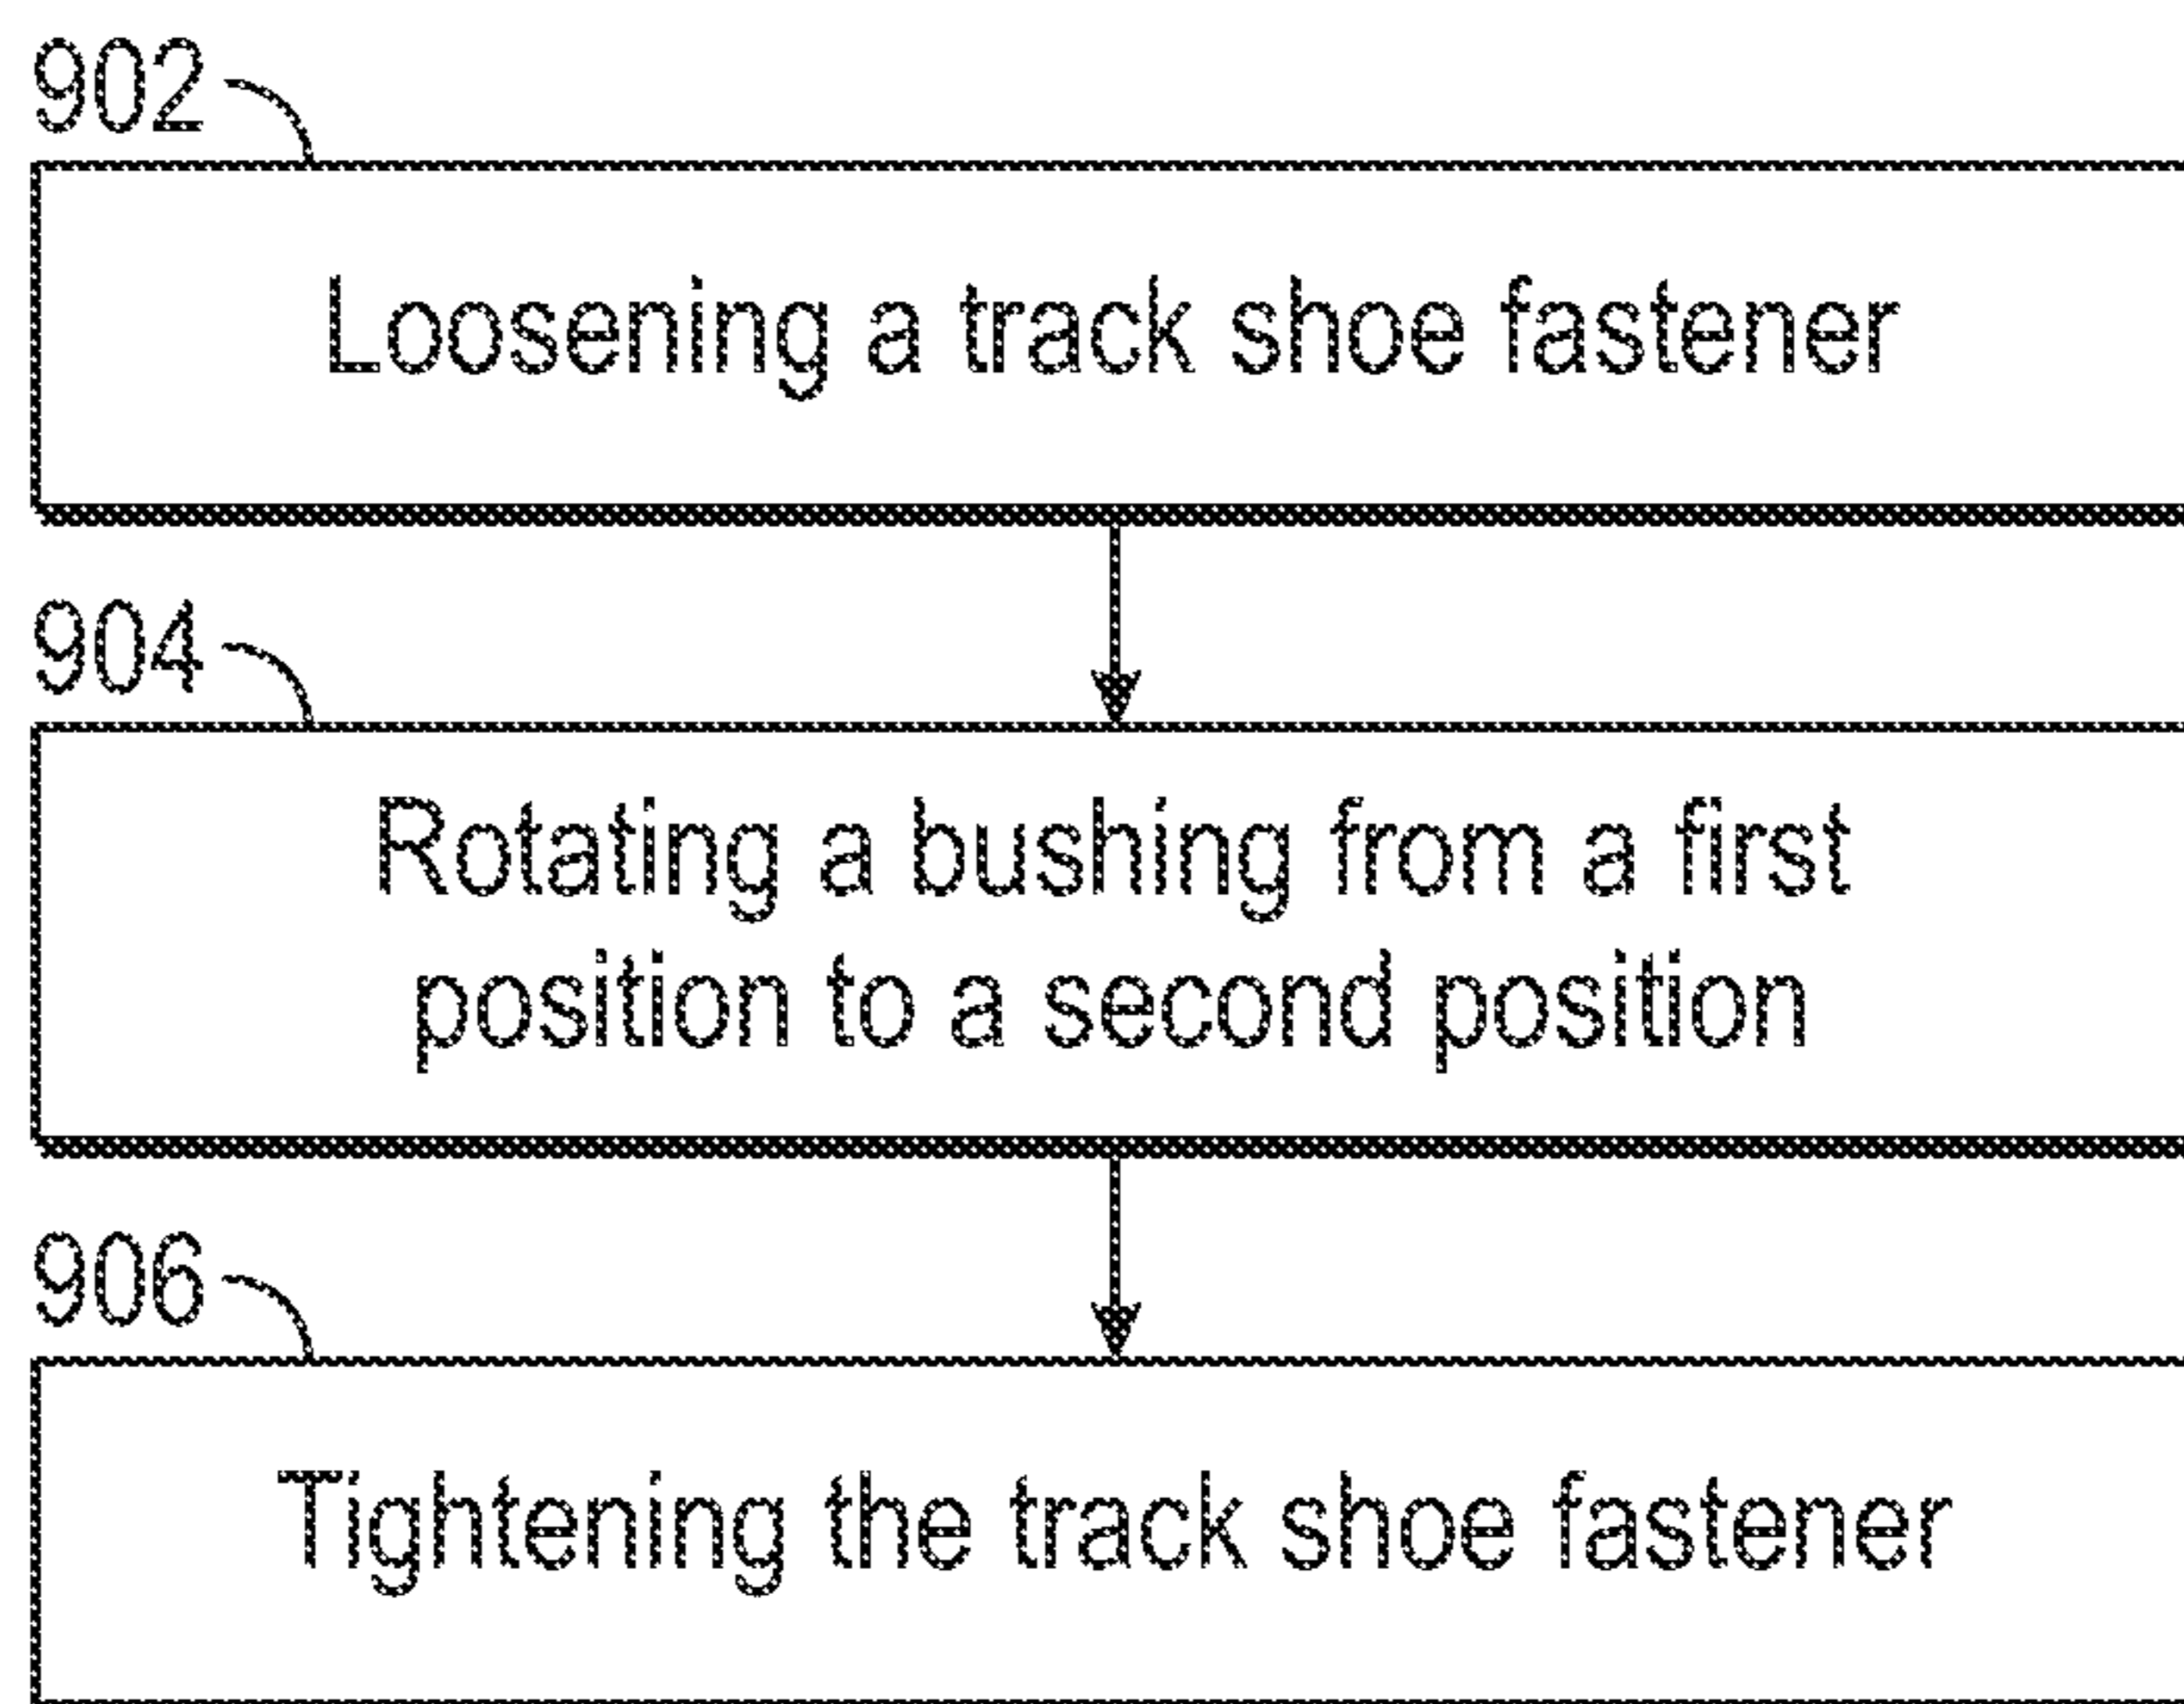 902
Loosening a track shoe fastener
904
Rotating a bushing from a first
position to a second position
906
Tightening the track shoe fastener